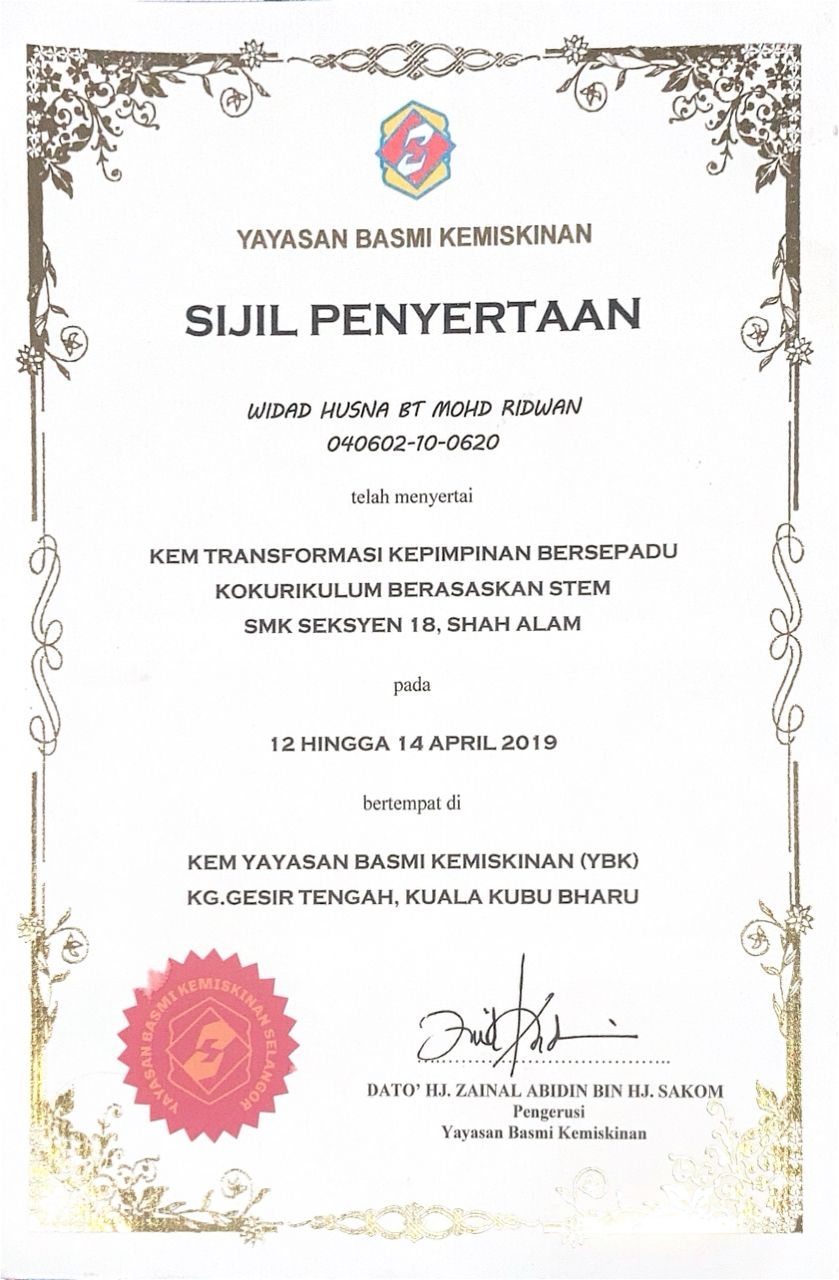 YAYASAN BASMI KEMISKINAN
SIJIL PENYERTAAN
WIDAD HUSNA BT MOHD RIDWAN
040602-10-0620
telah menyertai
KEM TRANSFORMASI KEPIMPINAN BERSEPADU
KOKURIKULUM BERASASKAN STEM
SMK SEKSYEN 18, SHAH ALAM
pada
12 HINGGA 14 APRIL 2019
bertempat di
KEM YAYASAN BASMI KEMISKINAN (YBK)
KG.GESIR TENGAH, KUALA KUBU BHARU
YAYASAN BASMI KEMISKINAN SELANGOR
DATO' HJ. ZAINAL ABIDIN BIN HJ. SAKOM
Pengerusi
Yayasan Basmi Kemiskinan